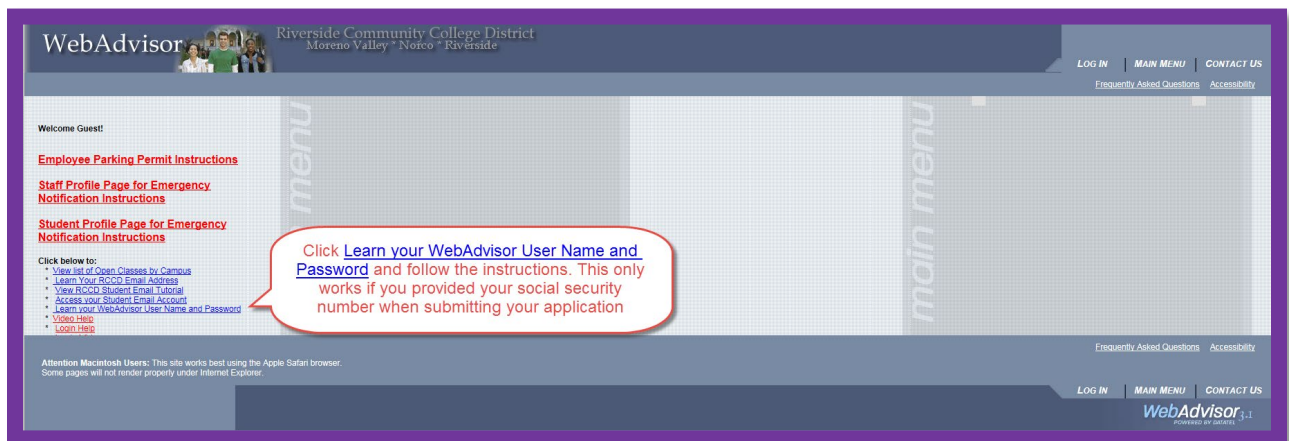 WebAdvisor
Riverside Community College District
Moreno Valley * Norco * Riverside
LOG IN | MAIN MENU | CONTACT US
Frequently Asked Questions Accessibility
menu
main menu
Welcome Guest!
Employee Parking Permit Instructions
Staff Profile Page for Emergency
Notification Instructions
Student Profile Page for Emergency
Notification Instructions
Click below to:
* View list of Open Classes by Campus
* Learn Your RCCD Email Address
* View RCCD Student Email Tutorial
* Access your Student Email Account
* Learn your WebAdvisor User Name and Password
* Video Help
* Login Help
Click Learn your WebAdvisor User Name and
Password and follow the instructions. This only
works if you provided your social security
number when submitting your application
Frequently Asked Questions Accessibility
Attention Macintosh Users: This site works best using the Apple Safari browser.
Some pages will not render properly under Internet Explorer.
LOG IN | MAIN MENU | CONTACT US
WebAdvisor 3.1
POWERED BY DATATEL